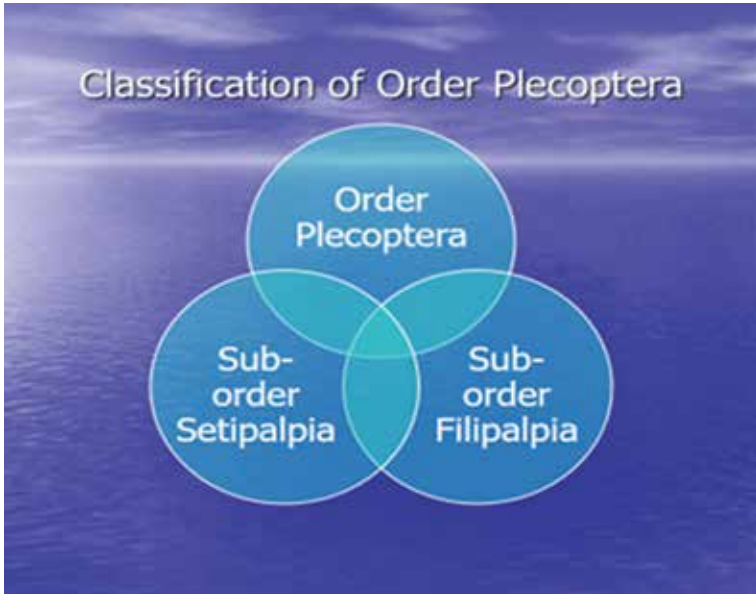 Classification of Order Plecoptera
Order
Plecoptera
Sub-
order
Setipalpia
Sub-
order
Filipalpia